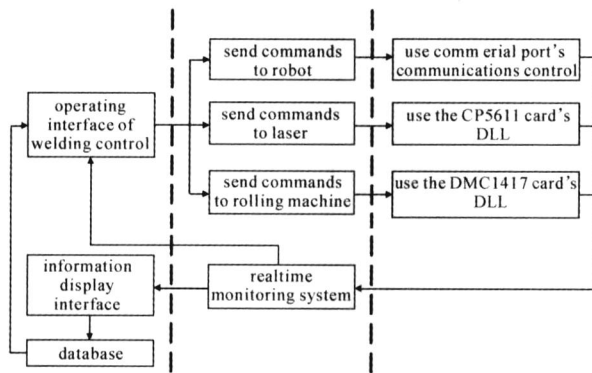 operating
interface of
welding control
send commands
to robot
use comm erial port's
communications control
send commands
to laser
use the CP5611 card's
DLL
send commands
to rolling machine
use the DMC1417 card's
DLL
information
display
interface
realtime
monitoring system
database